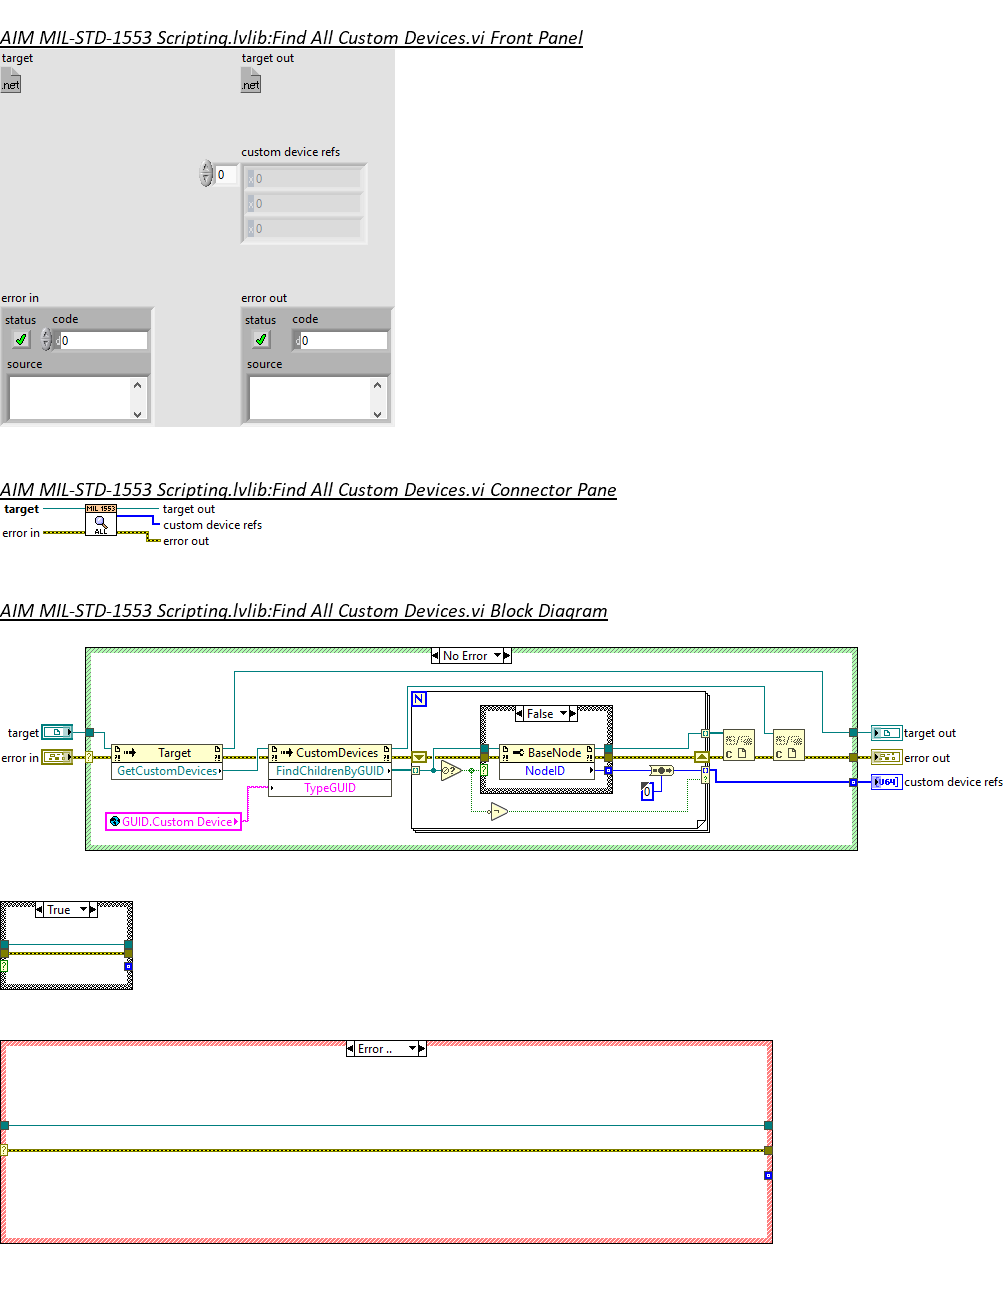 AIM MIL-STD-1553 Scripting.lvlib:Find All Custom Devices.vi Front Panel
target
target out
.net
.net
custom device refs
0
x 0
x 0
x 0
error in
error out
status
code
status
code
d 0
d 0
source
source
AIM MIL-STD-1553 Scripting.lvlib:Find All Custom Devices.vi Connector Pane
target
MIL 1553
target out
custom device refs
ALL
error in
error out
AIM MIL-STD-1553 Scripting.lvlib:Find All Custom Devices.vi Block Diagram
No Error
N
False
target
target out
error in
Target
CustomDevices
BaseNode
error out
GetCustomDevices
FindChildrenByGUID
NodeID
TypeGUID
U64
custom device refs
0
GUID.Custom Device
True
Error ..